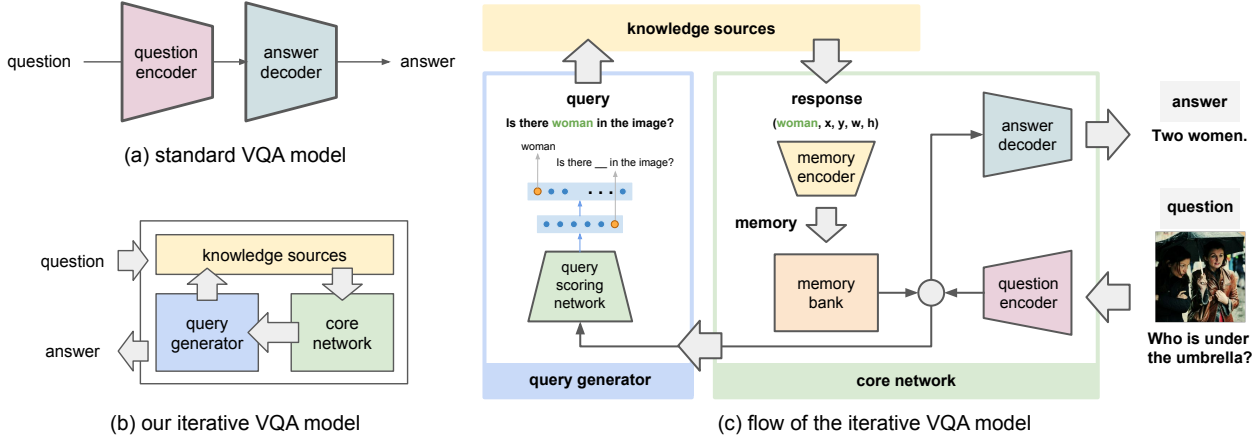 question
question
encoder
answer
decoder
answer
(a) standard VQA model
question
answer
knowledge sources
query
generator
core
network
(b) our iterative VQA model
knowledge sources
query
Is there woman in the image?
woman
Is there __ in the image?
. . .
query
scoring
network
query generator
response
(woman, x, y, w, h)
memory
encoder
memory
memory
bank
answer
decoder
question
encoder
core network
answer
Two women.
question
Who is under
the umbrella?
(c) flow of the iterative VQA model